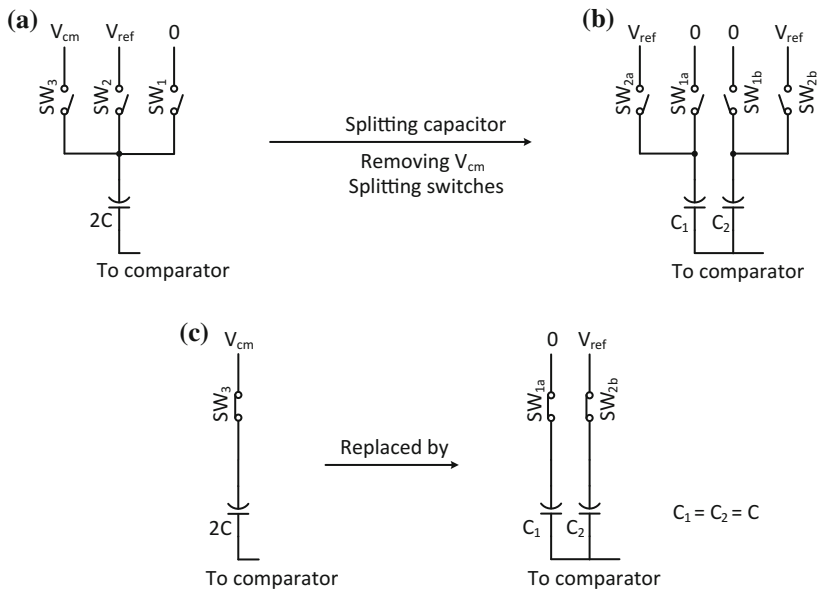 (a)
V_cm V_ref 0
SW_3 SW_2 SW_1
2C
To comparator
Splitting capacitor
Removing V_cm
Splitting switches
(b)
V_ref 0 0 V_ref
SW_2a SW_1a SW_1b SW_2b
C_1 C_2
To comparator
(c)
V_cm
SW_3
2C
To comparator
Replaced by
0 V_ref
SW_1a SW_2b
C_1 C_2
To comparator
C_1 = C_2 = C